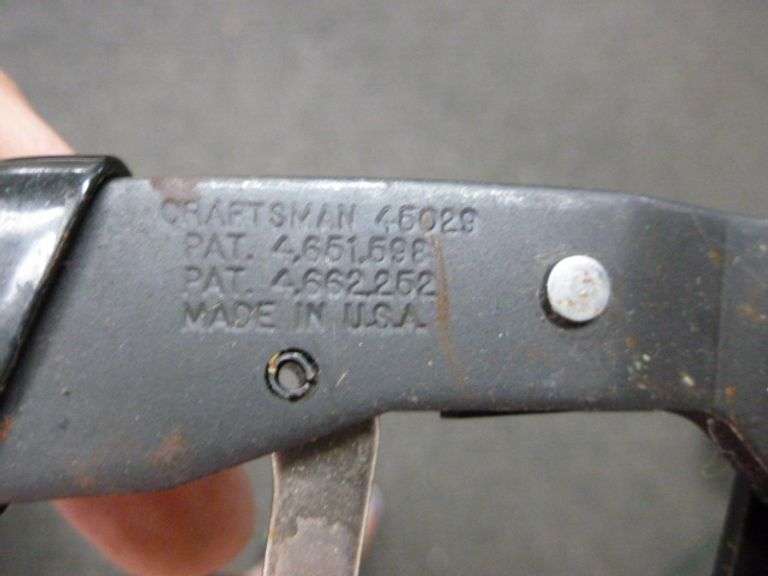 CRAFTSMAN 45029
PAT. 4,651,598
PAT. 4,662,252
MADE IN U.S.A.